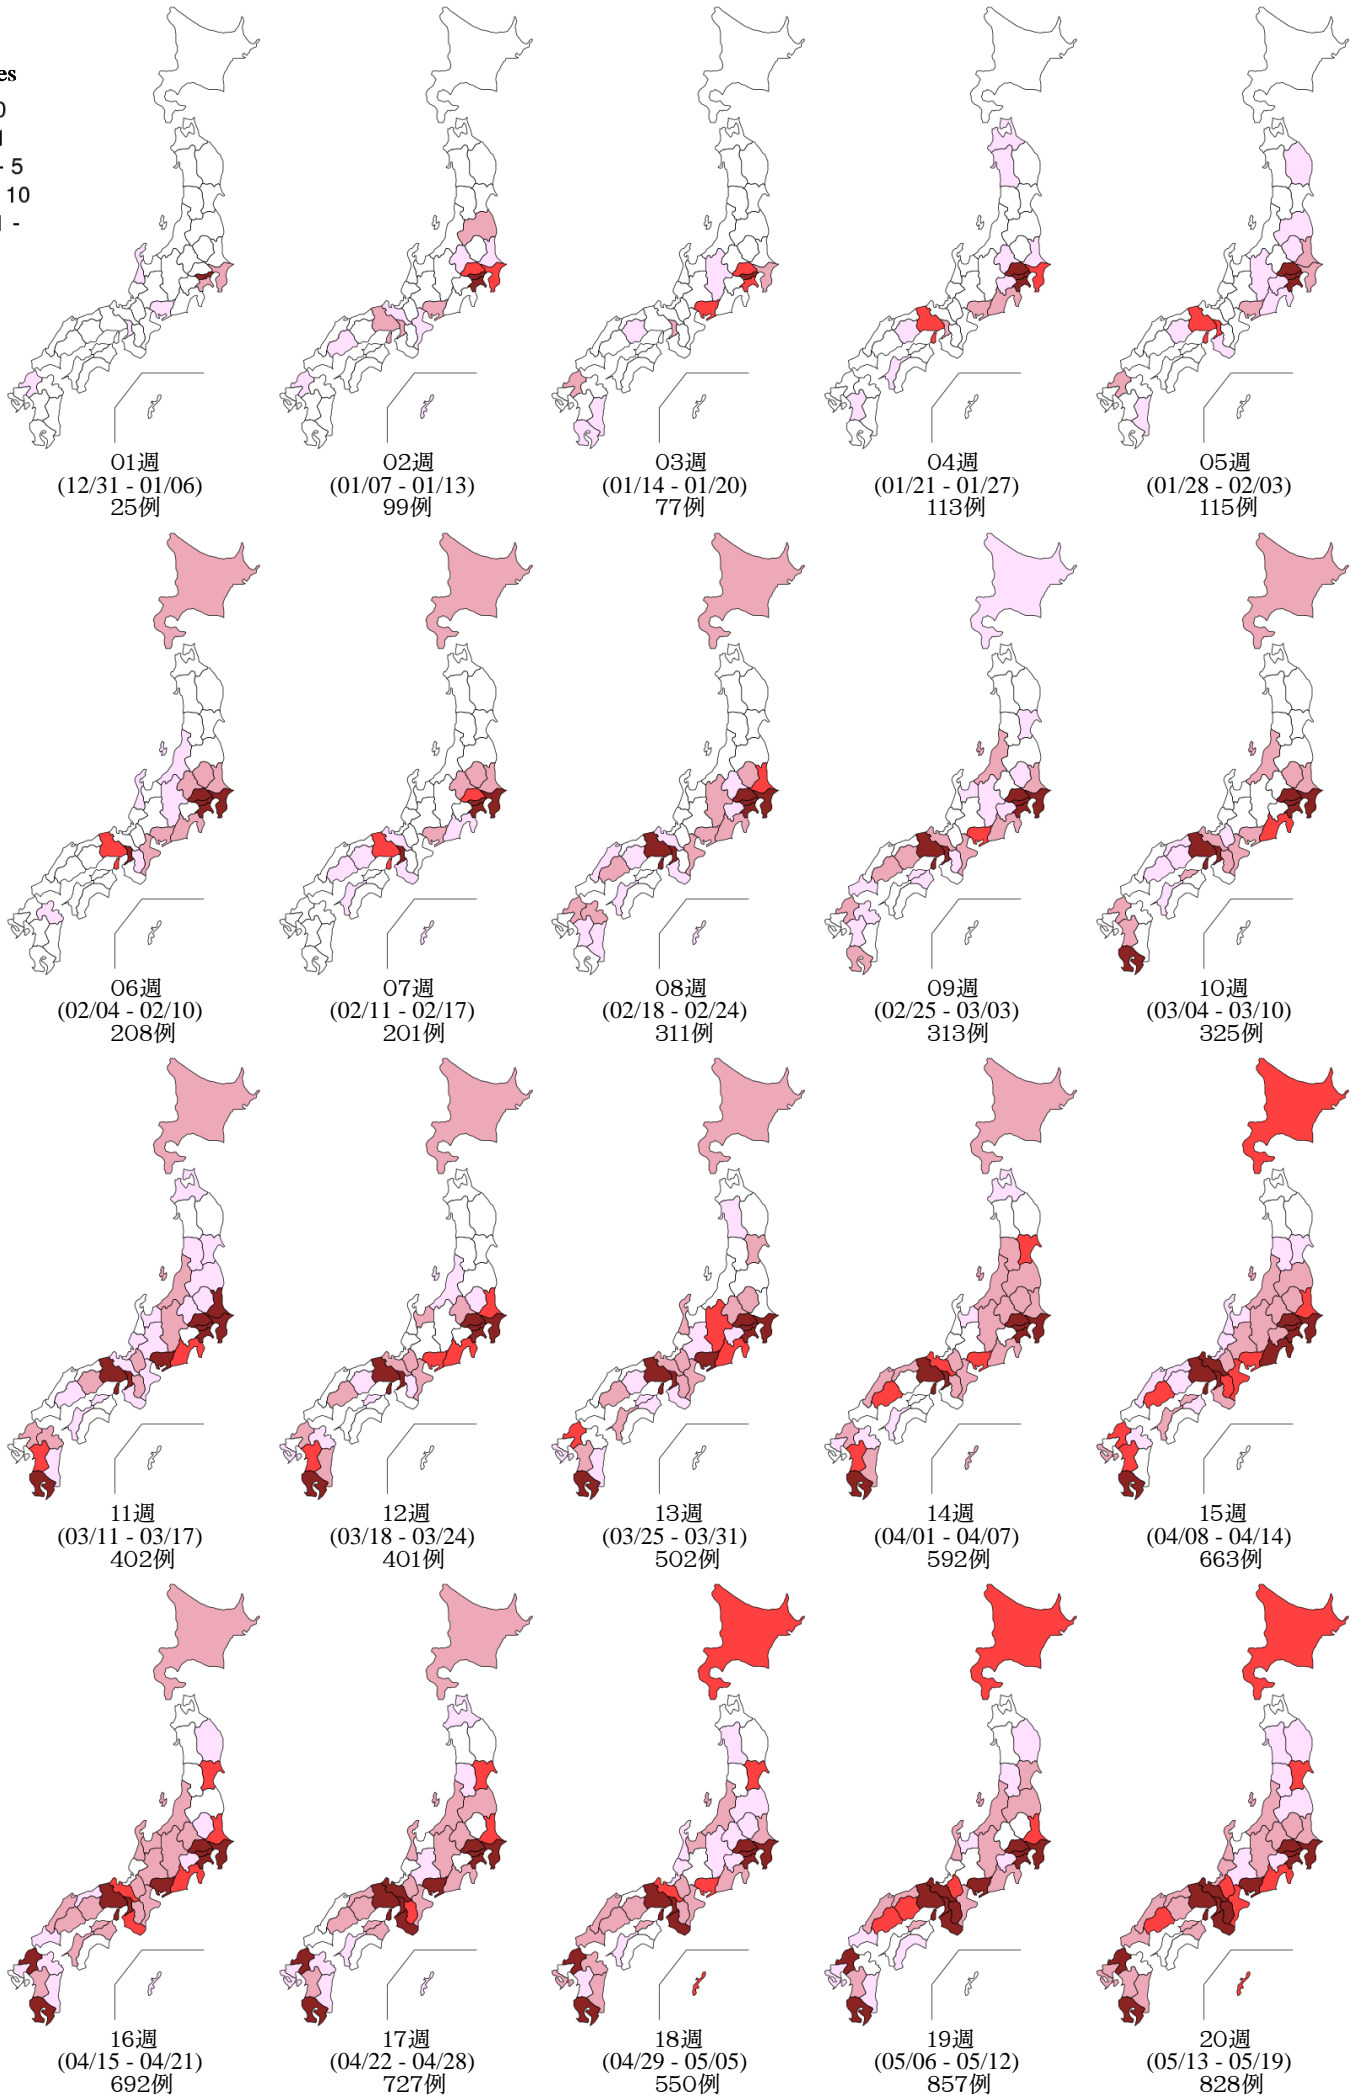 es
0
1
- 5
10
1 -
01週
(12/31 - 01/06)
25例
02週
(01/07 - 01/13)
99例
03週
(01/14 - 01/20)
77例
04週
(01/21 - 01/27)
113例
05週
(01/28 - 02/03)
115例
06週
(02/04 - 02/10)
208例
07週
(02/11 - 02/17)
201例
08週
(02/18 - 02/24)
311例
09週
(02/25 - 03/03)
313例
10週
(03/04 - 03/10)
325例
11週
(03/11 - 03/17)
402例
12週
(03/18 - 03/24)
401例
13週
(03/25 - 03/31)
502例
14週
(04/01 - 04/07)
592例
15週
(04/08 - 04/14)
663例
16週
(04/15 - 04/21)
692例
17週
(04/22 - 04/28)
727例
18週
(04/29 - 05/05)
550例
19週
(05/06 - 05/12)
857例
20週
(05/13 - 05/19)
828例